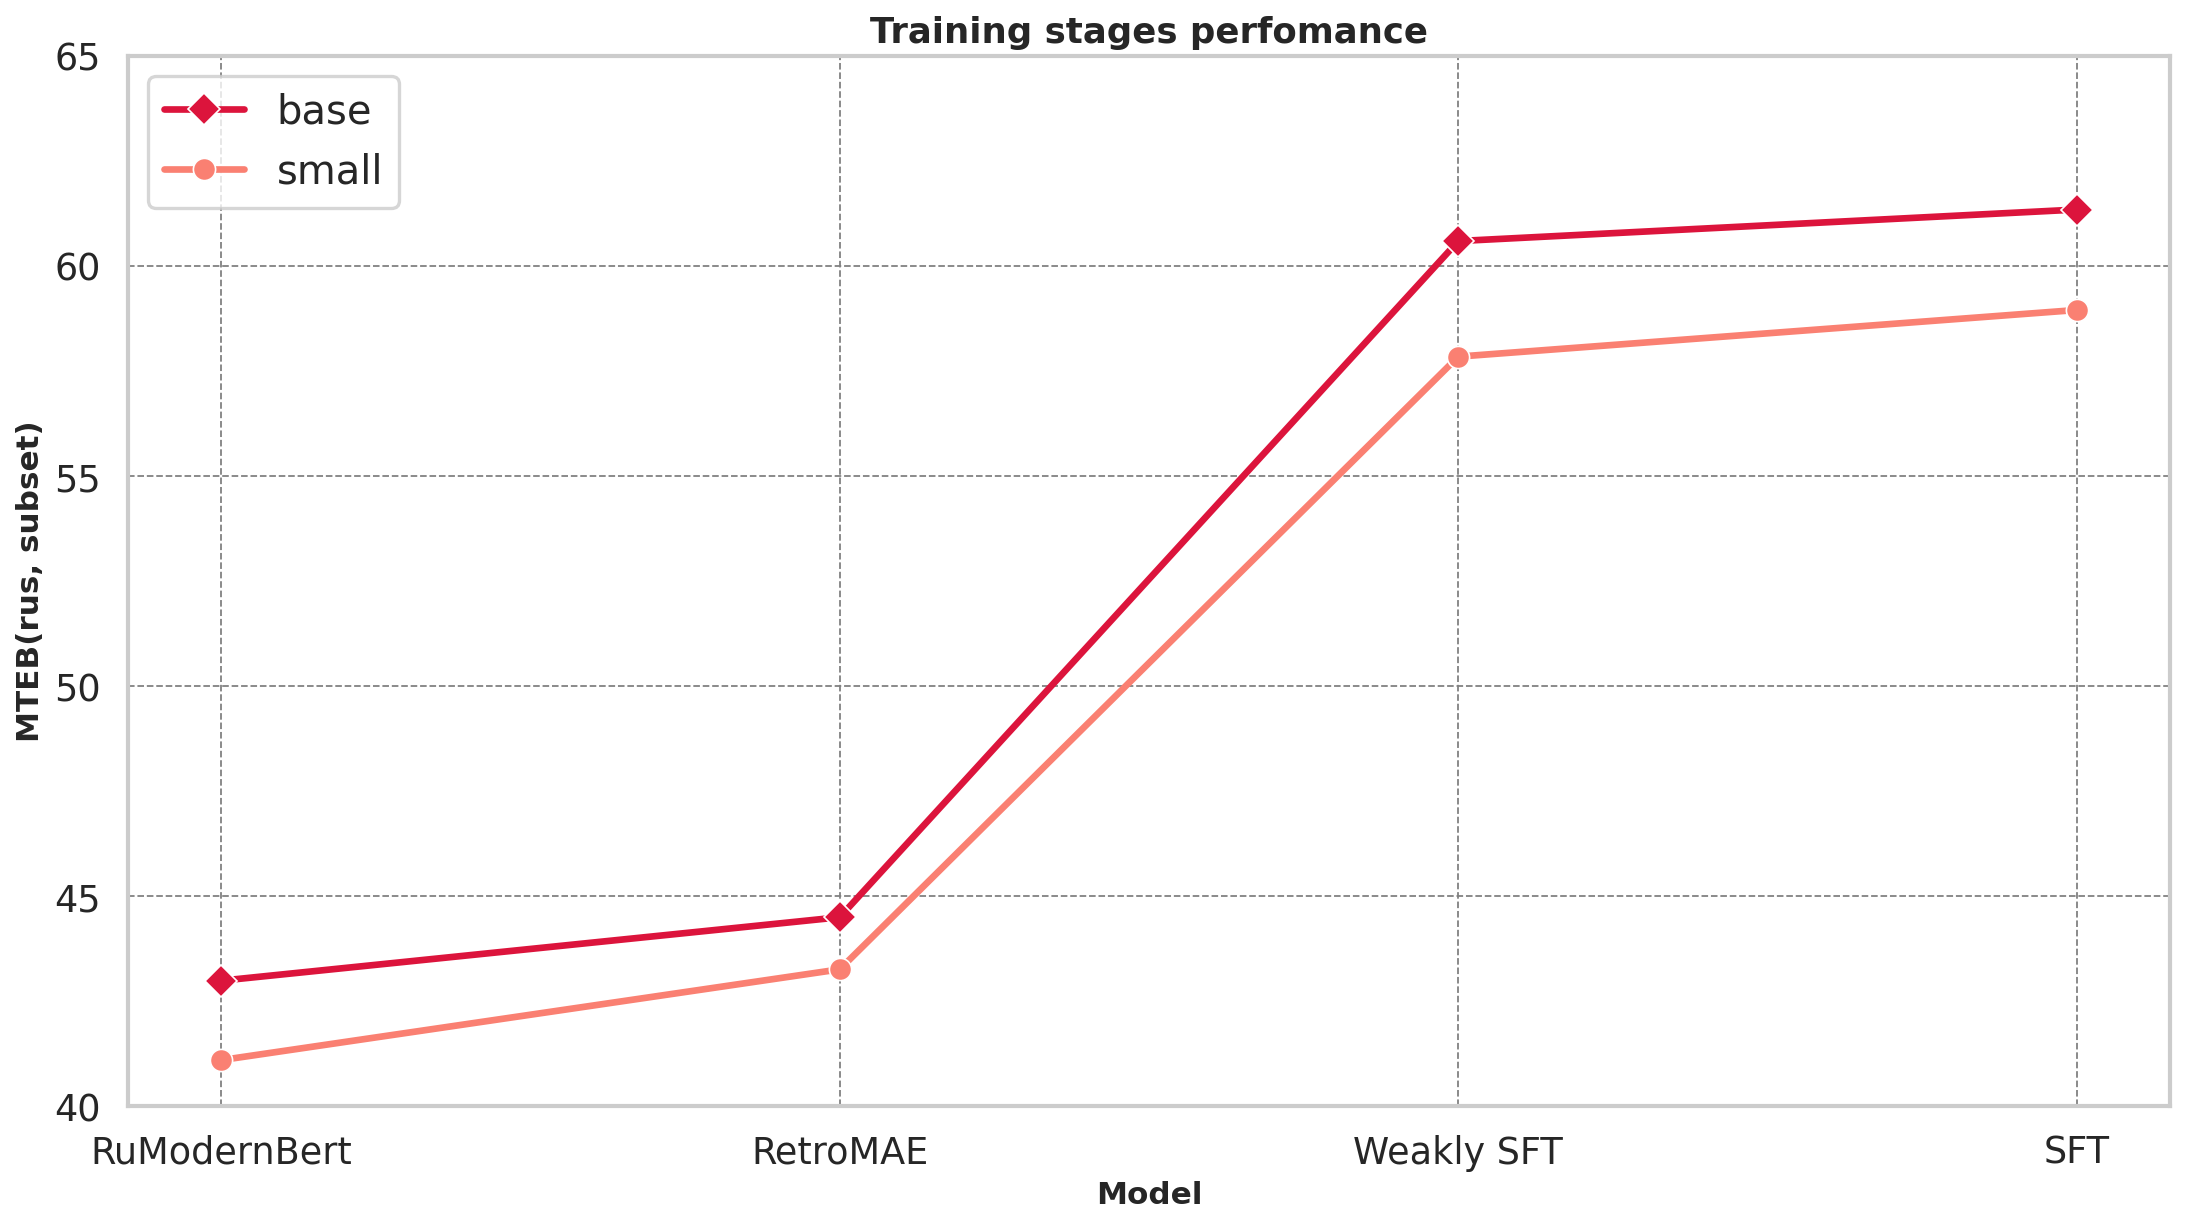 Training stages perfomance
65
60
55
50
45
40
base
small
MTEB(rus, subset)
RuModernBert
RetroMAE
Weakly SFT
SFT
Model